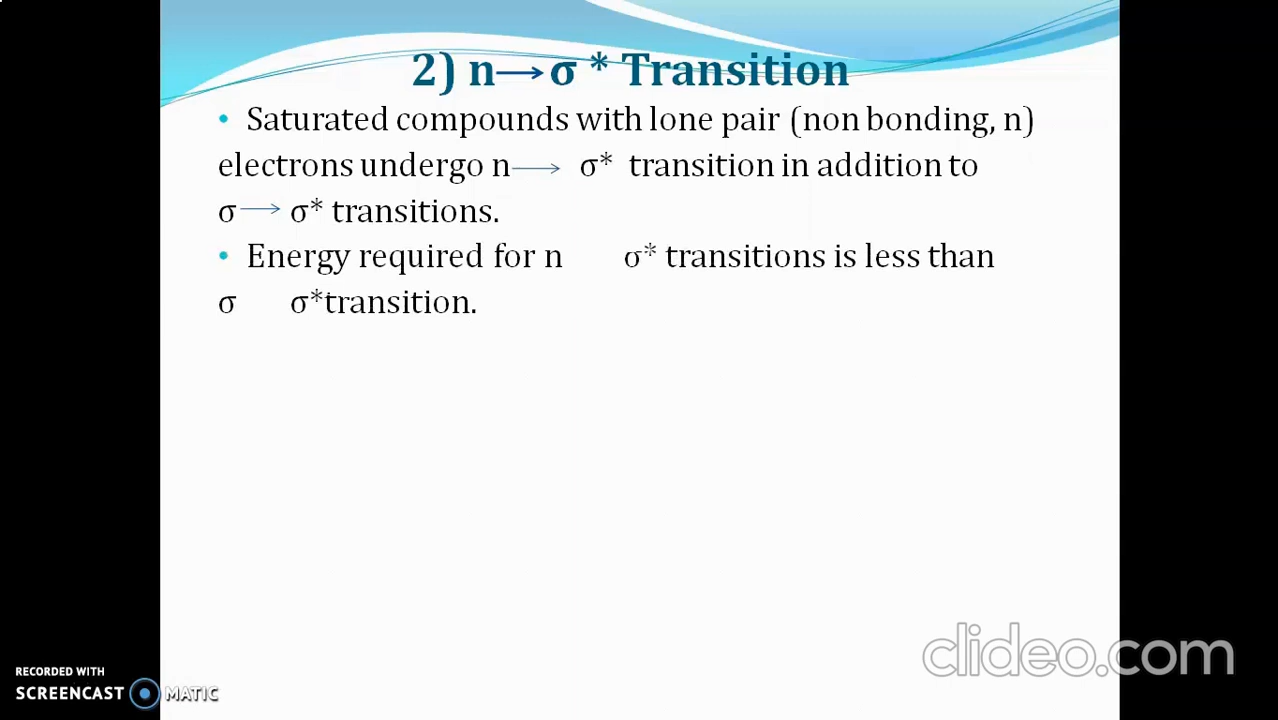 2) n→σ * Transition
• Saturated compounds with lone pair (non bonding, n)
electrons undergo n→ σ* transition in addition to
σ→ σ* transitions.
• Energy required for n σ* transitions is less than
σ σ*transition.
clideo.com
RECORDED WITH
SCREENCAST MATIC